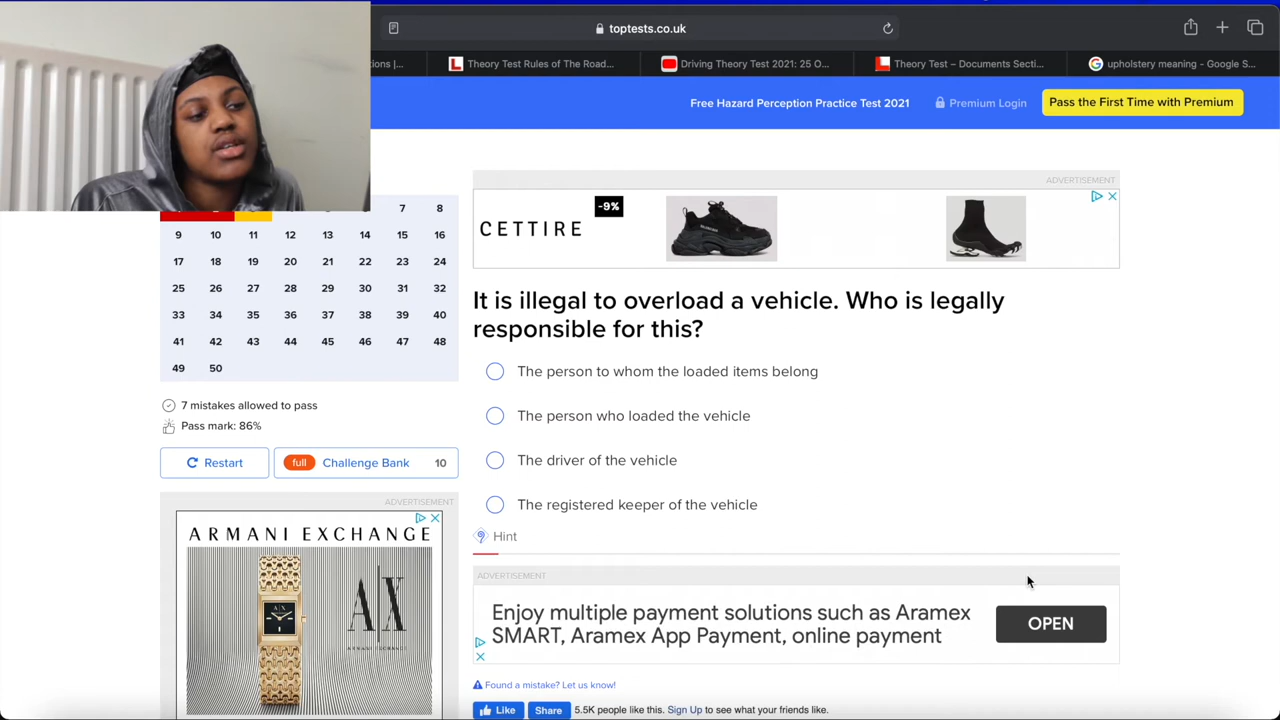 toptests.co.uk
tions |...
Theory Test Rules of The Road...
Driving Theory Test 2021: 25 O...
Theory Test – Documents Secti...
upholstery meaning - Google S...
Free Hazard Perception Practice Test 2021
Premium Login
Pass the First Time with Premium
ADVERTISEMENT
CETTIRE
-9%
7 8
9 10 11 12 13 14 15 16
17 18 19 20 21 22 23 24
25 26 27 28 29 30 31 32
33 34 35 36 37 38 39 40
41 42 43 44 45 46 47 48
49 50
It is illegal to overload a vehicle. Who is legally
responsible for this?
The person to whom the loaded items belong
The person who loaded the vehicle
The driver of the vehicle
The registered keeper of the vehicle
Hint
7 mistakes allowed to pass
Pass mark: 86%
Restart
full Challenge Bank 10
ADVERTISEMENT
ARMANI EXCHANGE
A|X
ARMANI EXCHANGE
ADVERTISEMENT
Enjoy multiple payment solutions such as Aramex
SMART, Aramex App Payment, online payment
OPEN
Found a mistake? Let us know!
Like Share 5.5K people like this. Sign Up to see what your friends like.